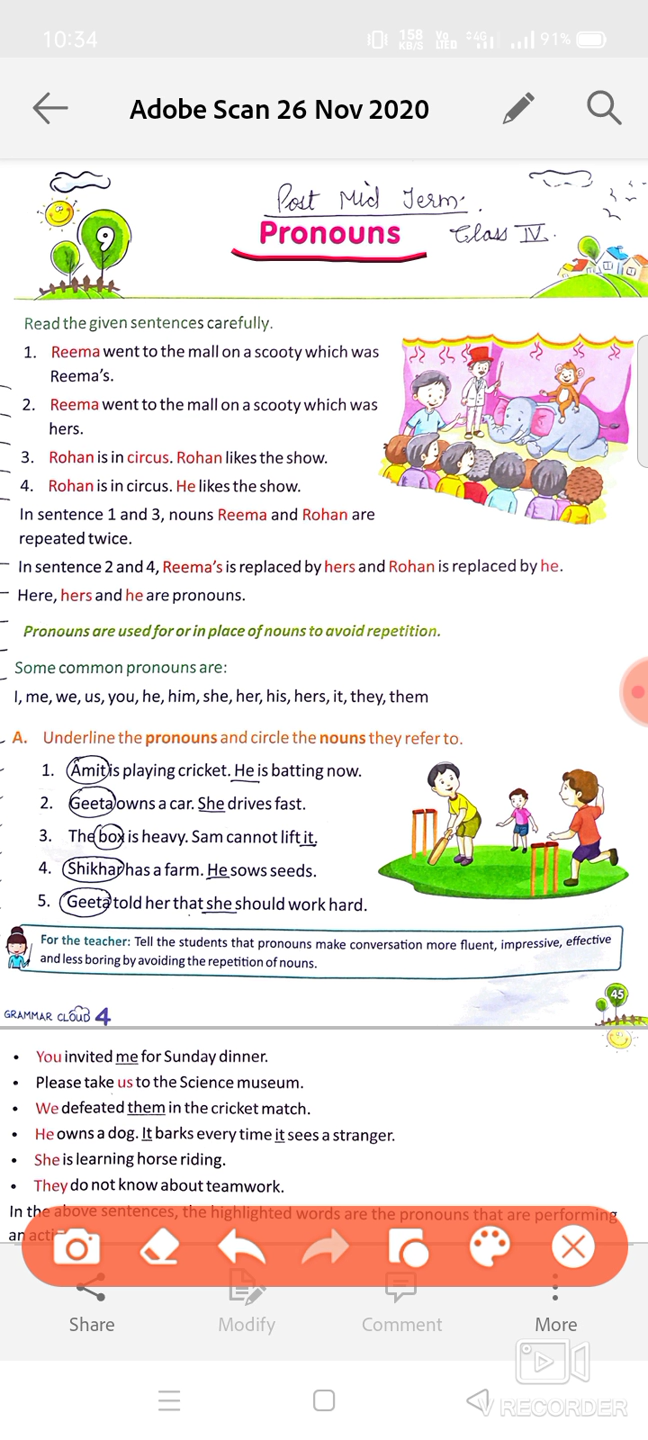 10:34
158 KB/S Vo LTED 4G 91%
Adobe Scan 26 Nov 2020
Post Mid Term.
9
Pronouns
Class IV.
Read the given sentences carefully.
1. Reema went to the mall on a scooty which was
Reema's.
2. Reema went to the mall on a scooty which was
hers.
3. Rohan is in circus. Rohan likes the show.
4. Rohan is in circus. He likes the show.
In sentence 1 and 3, nouns Reema and Rohan are
repeated twice.
In sentence 2 and 4, Reema's is replaced by hers and Rohan is replaced by he.
Here, hers and he are pronouns.
Pronouns are used for or in place of nouns to avoid repetition.
Some common pronouns are:
I, me, we, us, you, he, him, she, her, his, hers, it, they, them
A. Underline the pronouns and circle the nouns they refer to.
1. Amit is playing cricket. He is batting now.
2. Geeta owns a car. She drives fast.
3. The box is heavy. Sam cannot lift it.
4. Shikhar has a farm. He sows seeds.
5. Geeta told her that she should work hard.
For the teacher: Tell the students that pronouns make conversation more fluent, impressive, effective
and less boring by avoiding the repetition of nouns.
45
GRAMMAR CLOUD 4
• You invited me for Sunday dinner.
• Please take us to the Science museum.
• We defeated them in the cricket match.
• He owns a dog. It barks every time it sees a stranger.
• She is learning horse riding.
• They do not know about teamwork.
In the above sentences, the highlighted words are the pronouns that are performing
an acti
Share
Modify
Comment
More
V RECORDER